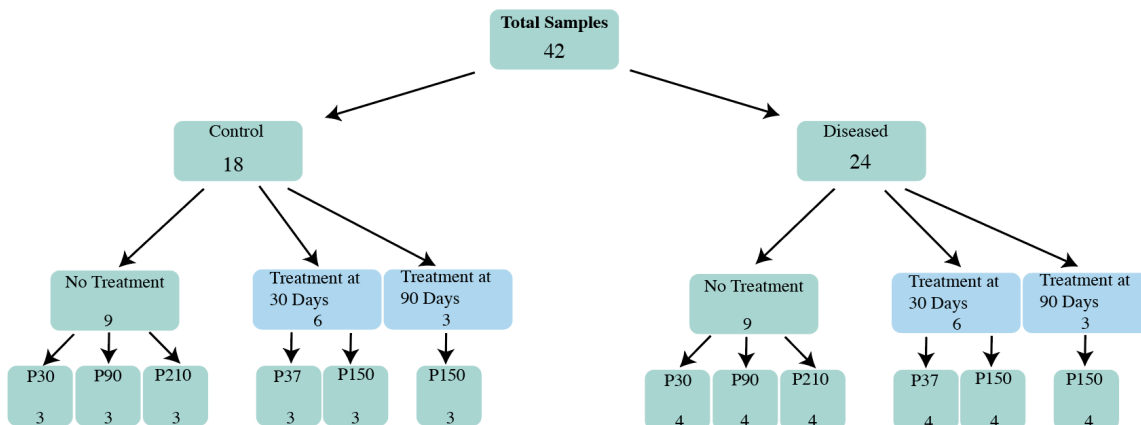 Total Samples
42
Control
18
Diseased
24
No Treatment
9
Treatment at
30 Days
6
Treatment at
90 Days
3
No Treatment
9
Treatment at
30 Days
6
Treatment at
90 Days
3
P30
3
P90
3
P210
3
P37
3
P150
3
P150
3
P30
4
P90
4
P210
4
P37
4
P150
4
P150
4